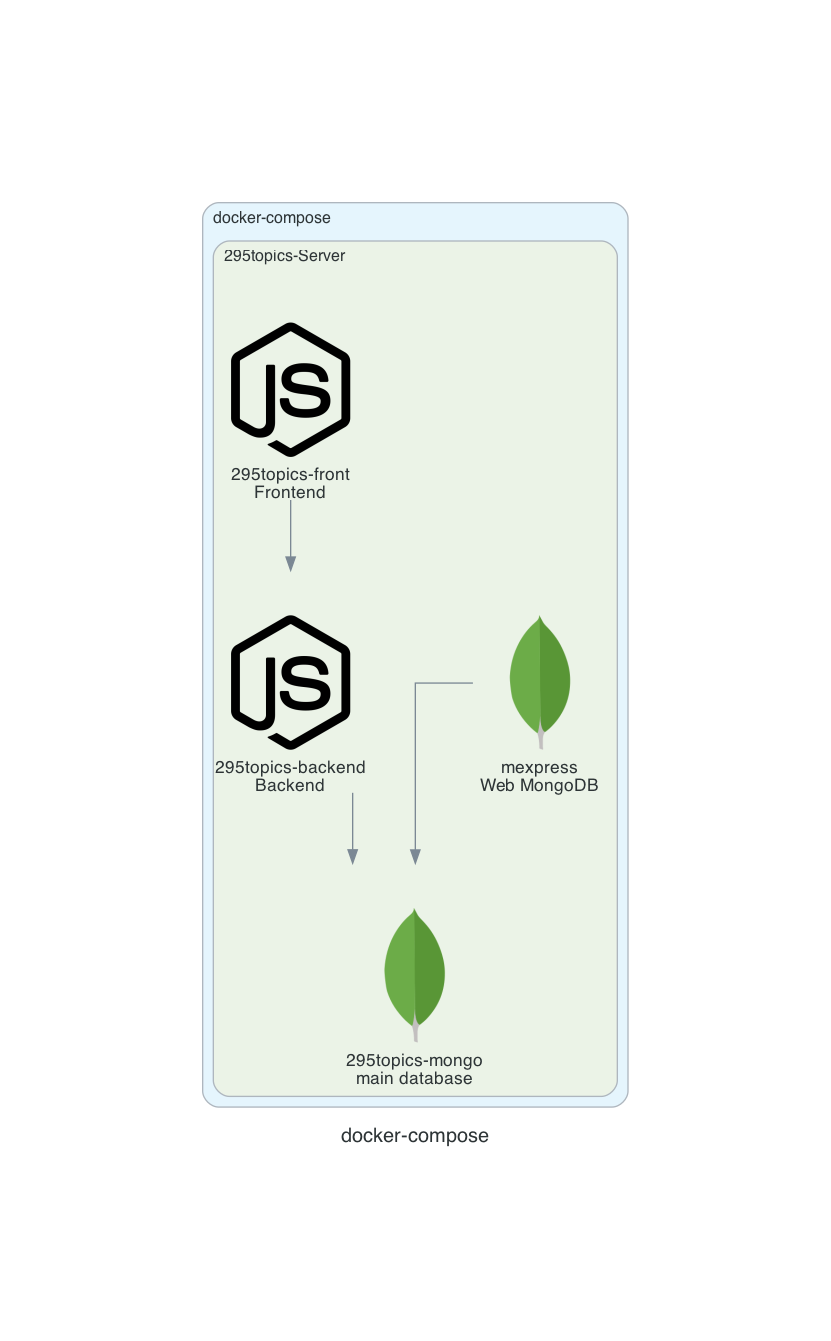 docker-compose
295topics-Server
JS
295topics-front
Frontend
JS
295topics-backend
Backend
mexpress
Web MongoDB
295topics-mongo
main database
docker-compose